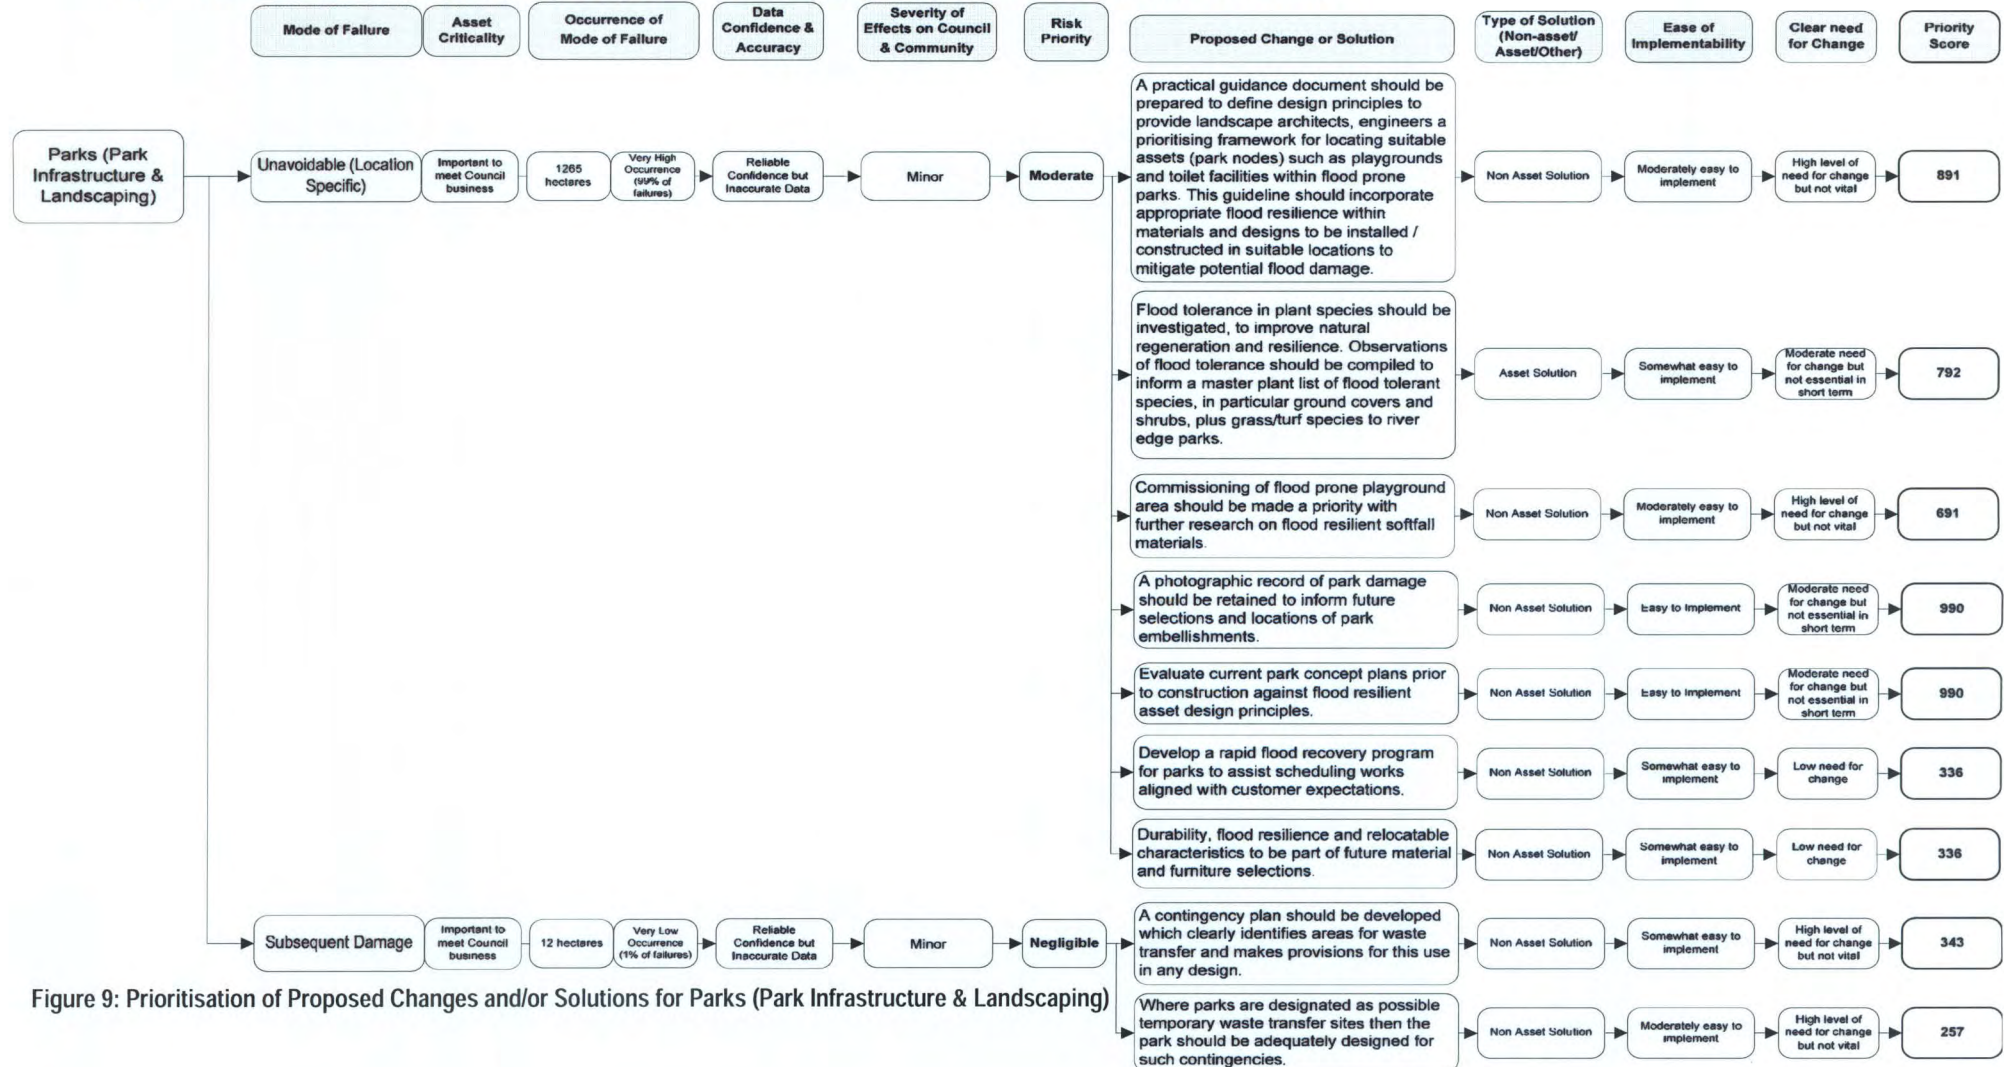 Mode of Failure
Asset
Criticality
Occurrence of
Mode of Failure
Data
Confidence &
Accuracy
Severity of
Effects on Council
& Community
Risk
Priority
Proposed Change or Solution
Type of Solution
(Non-asset/
Asset/Other)
Ease of
Implementability
Clear need
for Change
Priority
Score
Parks (Park
Infrastructure &
Landscaping)
Unavoidable (Location
Specific)
Important to
meet Council
business
1265
hectares
Very High
Occurrence
(99% of
failures)
Reliable
Confidence but
Inaccurate Data
Minor
Moderate
A practical guidance document should be
prepared to define design principles to
provide landscape architects, engineers a
prioritising framework for locating suitable
assets (park nodes) such as playgrounds
and toilet facilities within flood prone
parks. This guideline should incorporate
appropriate flood resilience within
materials and designs to be installed /
constructed in suitable locations to
mitigate potential flood damage.
Non Asset Solution
Moderately easy to
implement
High level of
need for change
but not vital
891
Flood tolerance in plant species should be
investigated, to improve natural
regeneration and resilience. Observations
of flood tolerance should be compiled to
inform a master plant list of flood tolerant
species, in particular ground covers and
shrubs, plus grass/turf species to river
edge parks.
Asset Solution
Somewhat easy to
implement
Moderate need
for change but
not essential in
short term
792
Commissioning of flood prone playground
area should be made a priority with
further research on flood resilient softfall
materials.
Non Asset Solution
Moderately easy to
implement
High level of
need for change
but not vital
691
A photographic record of park damage
should be retained to inform future
selections and locations of park
embellishments.
Non Asset Solution
Easy to Implement
Moderate need
for change but
not essential in
short term
990
Evaluate current park concept plans prior
to construction against flood resilient
asset design principles.
Non Asset Solution
Easy to Implement
Moderate need
for change but
not essential in
short term
990
Develop a rapid flood recovery program
for parks to assist scheduling works
aligned with customer expectations.
Non Asset Solution
Somewhat easy to
implement
Low need for
change
336
Durability, flood resilience and relocatable
characteristics to be part of future material
and furniture selections.
Non Asset Solution
Somewhat easy to
implement
Low need for
change
336
Subsequent Damage
Important to
meet Council
business
12 hectares
Very Low
Occurrence
(1% of failures)
Reliable
Confidence but
Inaccurate Data
Minor
Negligible
A contingency plan should be developed
which clearly identifies areas for waste
transfer and makes provisions for this use
in any design.
Non Asset Solution
Somewhat easy to
implement
High level of
need for change
but not vital
343
Where parks are designated as possible
temporary waste transfer sites then the
park should be adequately designed for
such contingencies.
Non Asset Solution
Moderately easy to
implement
High level of
need for change
but not vital
257
Figure 9: Prioritisation of Proposed Changes and/or Solutions for Parks (Park Infrastructure & Landscaping)